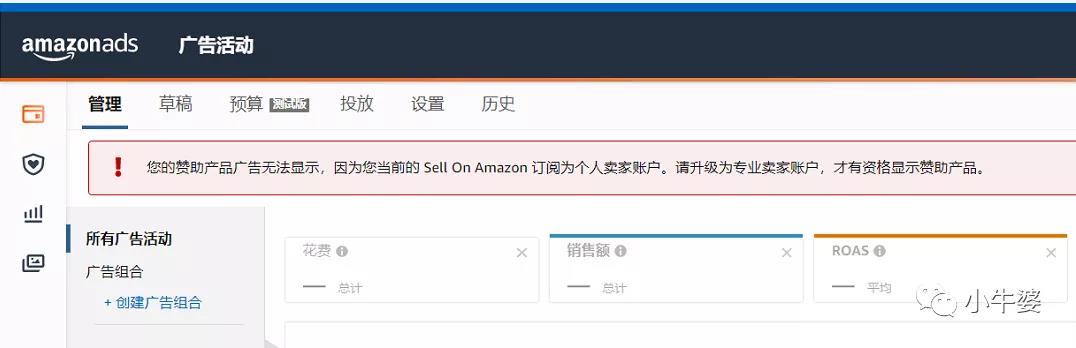 amazonads 广告活动
管理 草稿 预算 测试版 投放 设置 历史
您的赞助产品广告无法显示，因为您当前的 Sell On Amazon 订阅为个人卖家账户。请升级为专业卖家账户，才有资格显示赞助产品。
所有广告活动
广告组合
+ 创建广告组合
花费
— 总计
销售额
— 总计
ROAS
— 平均
小牛婆